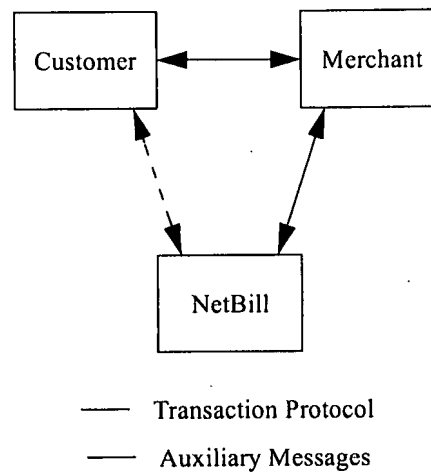 Customer
Merchant
NetBill
Transaction Protocol
Auxiliary Messages